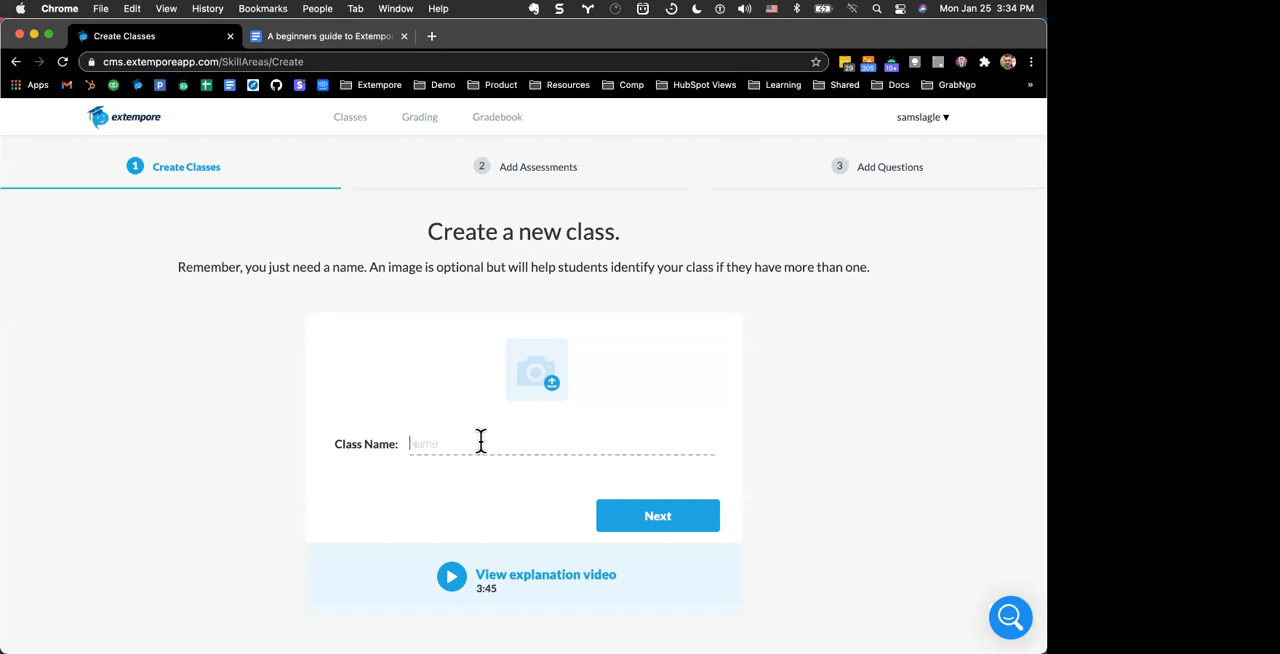 Chrome File Edit View History Bookmarks People Tab Window Help Mon Jan 25 3:34 PM
Create Classes A beginners guide to Extempor
cms.extemporeapp.com/SkillAreas/Create 29 305 10+
Apps Extempore Demo Product Resources Comp HubSpot Views Learning Shared Docs GrabNgo »
extempore Classes Grading Gradebook samslagle
1 Create Classes 2 Add Assessments 3 Add Questions
Create a new class.
Remember, you just need a name. An image is optional but will help students identify your class if they have more than one.
Class Name: Name
Next
View explanation video
3:45